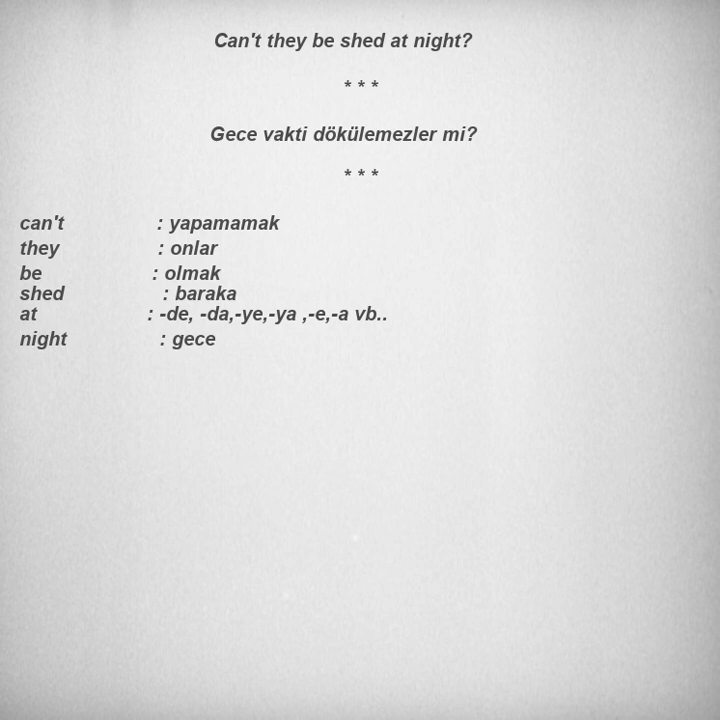 Can't they be shed at night?
* * *
Gece vakti dökülemezler mi?
* * *
can't : yapamamak
they : onlar
be : olmak
shed : baraka
at : -de, -da,-ye,-ya ,-e,-a vb..
night : gece